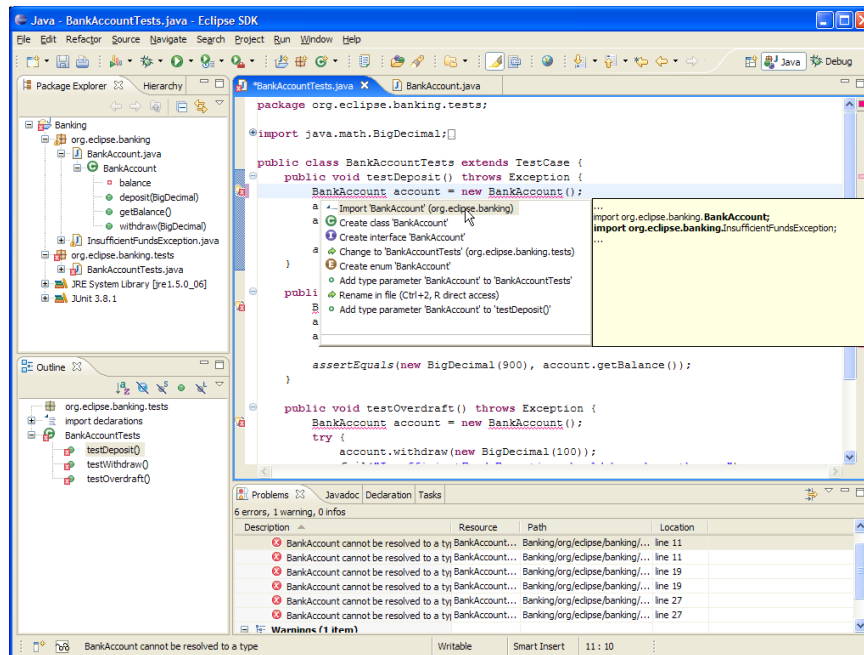 Java - BankAccountTests.java - Eclipse SDK
File Edit Refactor Source Navigate Search Project Run Window Help
Java Debug
Package Explorer Hierarchy
Banking
org.eclipse.banking
BankAccount.java
BankAccount
balance
deposit(BigDecimal)
getBalance()
withdraw(BigDecimal)
InsufficientFundsException.java
org.eclipse.banking.tests
BankAccountTests.java
JRE System Library [jre1.5.0_06]
JUnit 3.8.1
Outline
org.eclipse.banking.tests
import declarations
BankAccountTests
testDeposit()
testWithdraw()
testOverdraft()
*BankAccountTests.java BankAccount.java
package org.eclipse.banking.tests;
import java.math.BigDecimal;
public class BankAccountTests extends TestCase {
public void testDeposit() throws Exception {
BankAccount account = new BankAccount();
a
a
a
}
publi
B
a
a
assertEquals(new BigDecimal(900), account.getBalance());
}
public void testOverdraft() throws Exception {
BankAccount account = new BankAccount();
try {
account.withdraw(new BigDecimal(100));
Import 'BankAccount' (org.eclipse.banking)
Create class 'BankAccount'
Create interface 'BankAccount'
Change to 'BankAccountTests' (org.eclipse.banking.tests)
Create enum 'BankAccount'
Add type parameter 'BankAccount' to 'BankAccountTests'
Rename in file (Ctrl+2, R direct access)
Add type parameter 'BankAccount' to 'testDeposit()'
...
import org.eclipse.banking.BankAccount;
import org.eclipse.banking.InsufficientFundsException;
...
Problems Javadoc Declaration Tasks
6 errors, 1 warning, 0 infos
Description Resource Path Location
BankAccount cannot be resolved to a typ BankAccount... Banking/org/eclipse/banking/... line 11
BankAccount cannot be resolved to a typ BankAccount... Banking/org/eclipse/banking/... line 11
BankAccount cannot be resolved to a typ BankAccount... Banking/org/eclipse/banking/... line 19
BankAccount cannot be resolved to a typ BankAccount... Banking/org/eclipse/banking/... line 19
BankAccount cannot be resolved to a typ BankAccount... Banking/org/eclipse/banking/... line 27
BankAccount cannot be resolved to a typ BankAccount... Banking/org/eclipse/banking/... line 27
Warnings (1 item)
BankAccount cannot be resolved to a type Writable Smart Insert 11 : 10